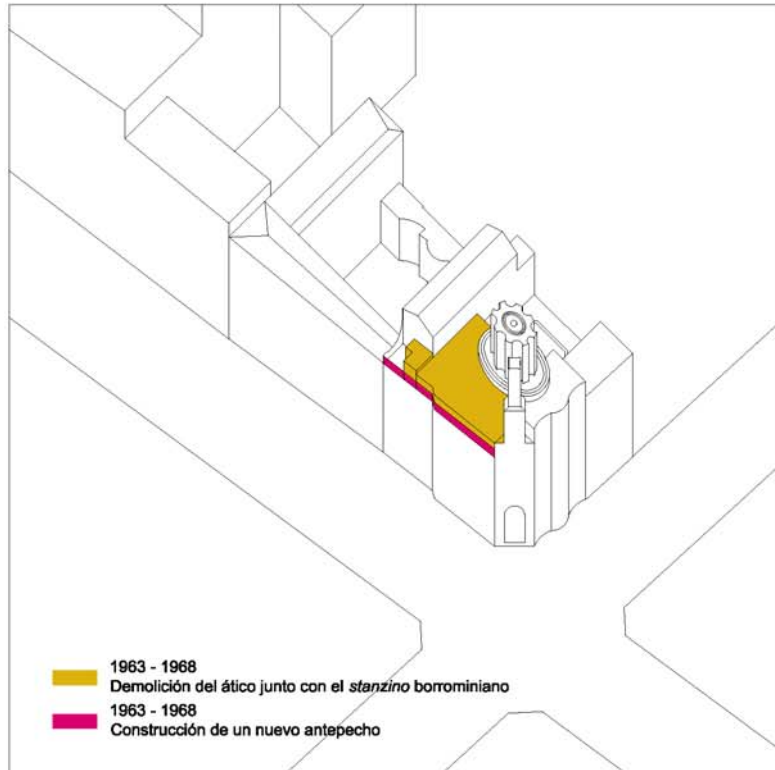 1963 - 1968
Demolición del ático junto con el stanzino borrominiano
1963 - 1968
Construcción de un nuevo antepecho